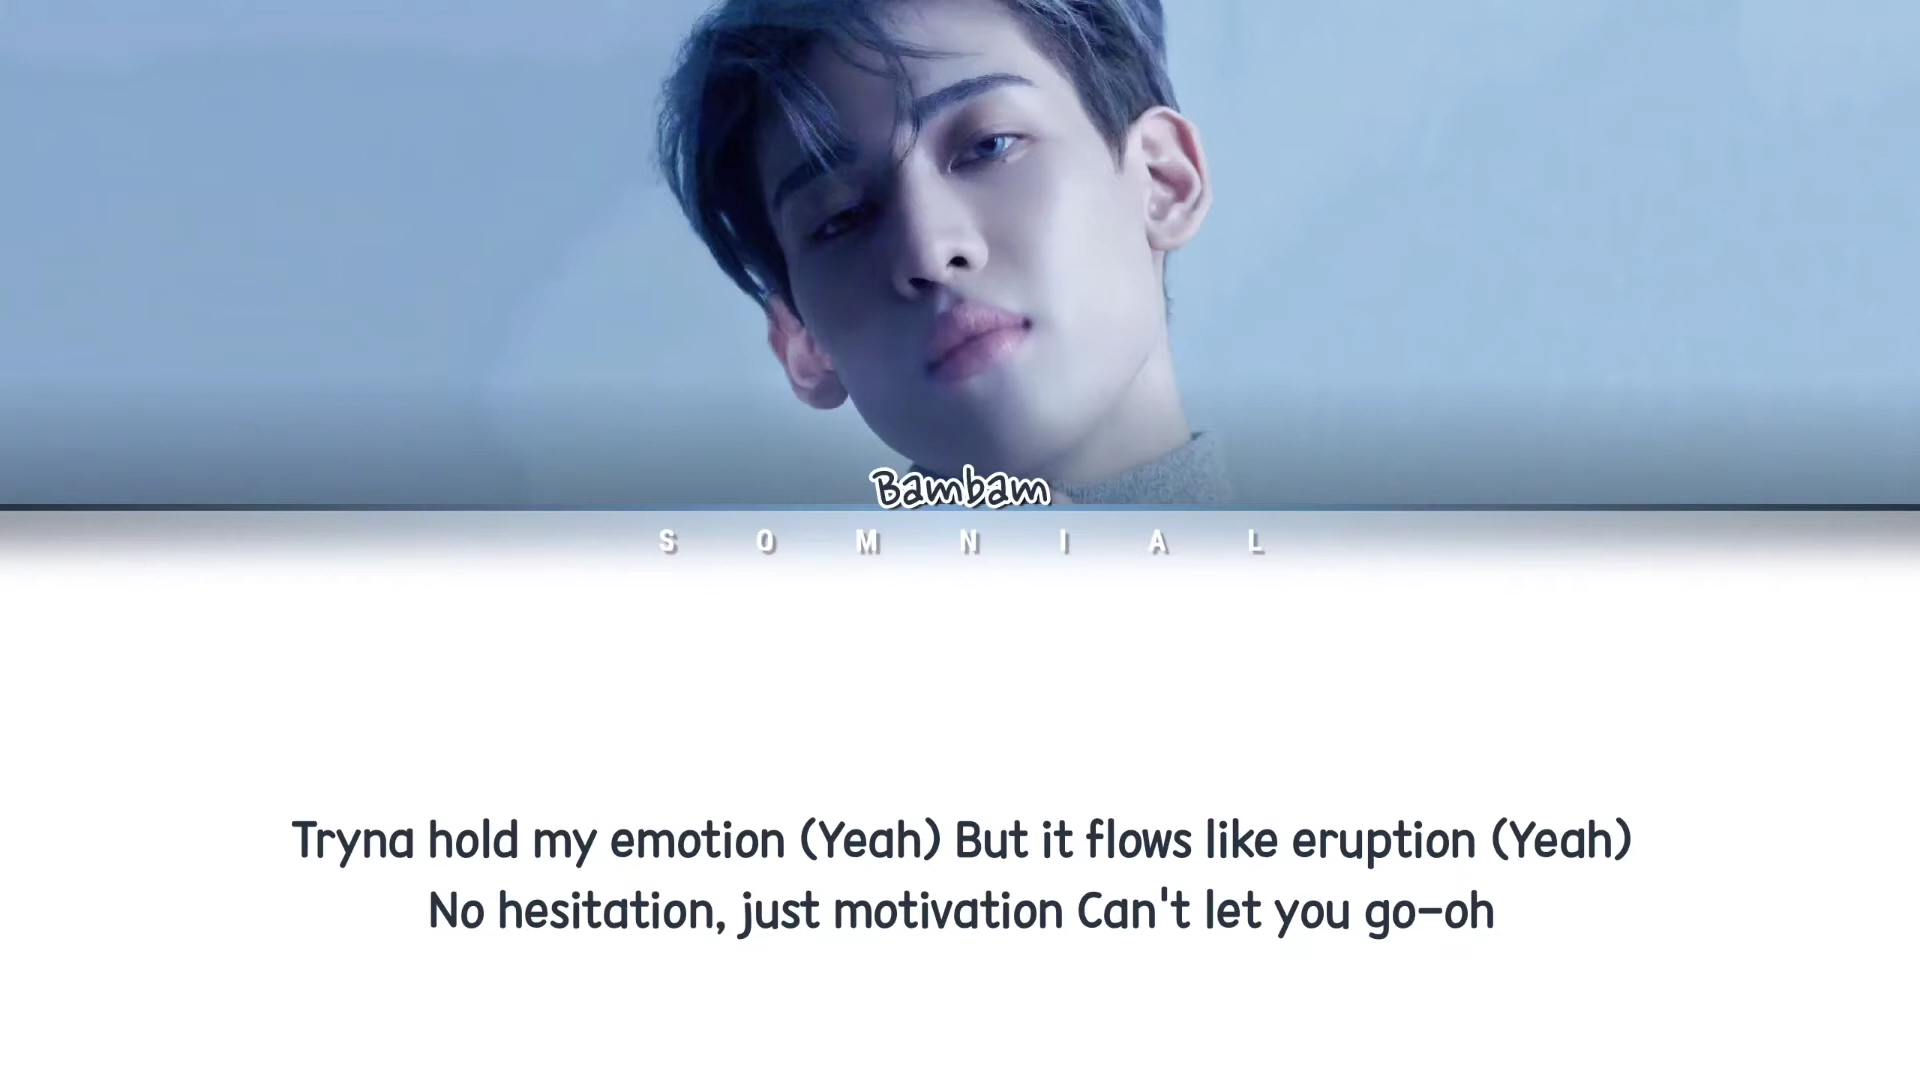 Bambam
SOMNIAL
Tryna hold my emotion (Yeah) But it flows like eruption (Yeah)
No hesitation, just motivation Can't let you go-oh